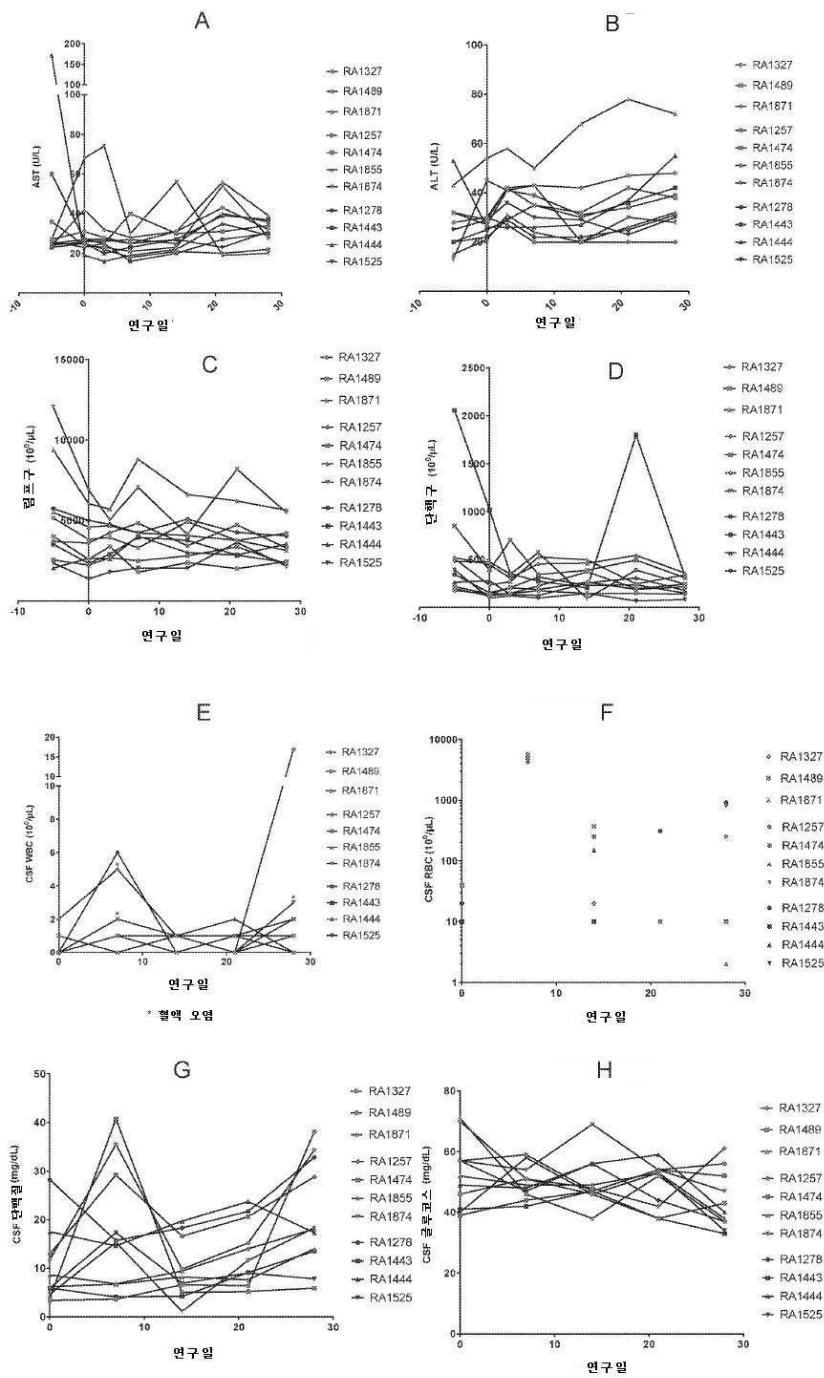 A
200
150
100
100
80
60
40
20
AST (U/L)
-10
0
10
20
30
연구일
RA1327
RA1489
RA1871
RA1257
RA1474
RA1855
RA1874
RA1278
RA1443
RA1444
RA1525
B
100
80
60
40
20
ALT (U/L)
-10
0
10
20
30
연구일
RA1327
RA1489
RA1871
RA1257
RA1474
RA1855
RA1874
RA1278
RA1443
RA1444
RA1525
C
15000
10000
5000
림프구 (10⁰/μL)
-10
0
10
20
30
연구일
RA1327
RA1489
RA1871
RA1257
RA1474
RA1855
RA1874
RA1278
RA1443
RA1444
RA1525
D
2500
2000
1500
1000
500
단핵구 (10⁰/μL)
-10
0
10
20
30
연구일
RA1327
RA1489
RA1871
RA1257
RA1474
RA1855
RA1874
RA1278
RA1443
RA1444
RA1525
E
20
15
10
10
8
6
4
2
0
CSF WBC (10⁰/μL)
0
10
20
30
연구일
* 혈액 오염
RA1327
RA1489
RA1871
RA1257
RA1474
RA1855
RA1874
RA1278
RA1443
RA1444
RA1525
F
10000
1000
100
10
1
CSF RBC (10⁰/μL)
0
10
20
30
연구일
RA1327
RA1489
RA1871
RA1257
RA1474
RA1855
RA1874
RA1278
RA1443
RA1444
RA1525
G
50
40
30
20
10
0
CSF 단백질 (mg/dL)
0
10
20
30
연구일
RA1327
RA1489
RA1871
RA1257
RA1474
RA1855
RA1874
RA1278
RA1443
RA1444
RA1525
H
80
60
40
20
0
CSF 글루코스 (mg/dL)
0
10
20
30
연구일
RA1327
RA1489
RA1871
RA1257
RA1474
RA1855
RA1874
RA1278
RA1443
RA1444
RA1525